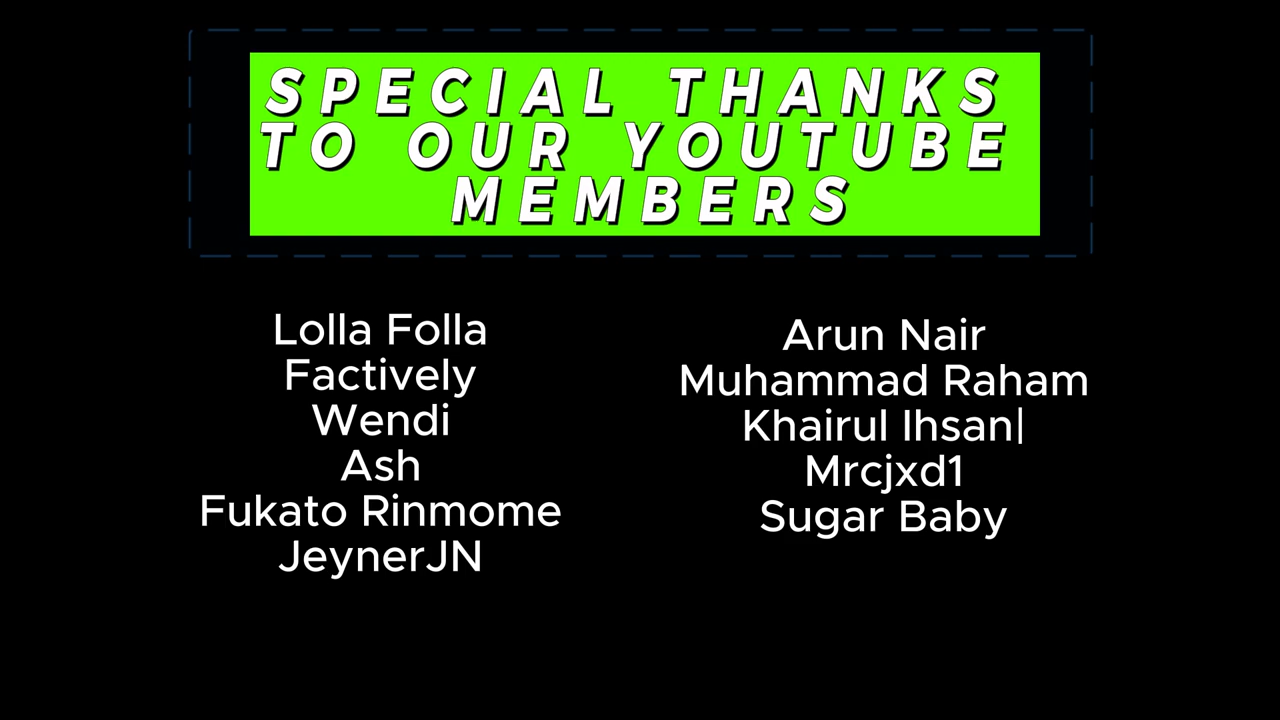 SPECIAL THANKS
TO OUR YOUTUBE
MEMBERS
Lolla Folla
Factively
Wendi
Ash
Fukato Rinmome
JeynerJN
Arun Nair
Muhammad Raham
Khairul Ihsan|
Mrcjxd1
Sugar Baby